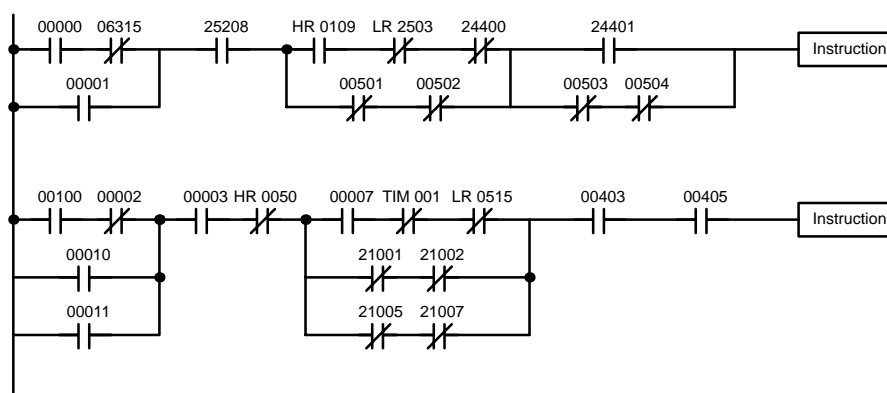 00000 06315 25208 HR 0109 LR 2503 24400 24401
Instruction
00001 00501 00502 00503 00504
00100 00002 00003 HR 0050 00007 TIM 001 LR 0515 00403 00405
Instruction
00010 21001 21002
00011 21005 21007